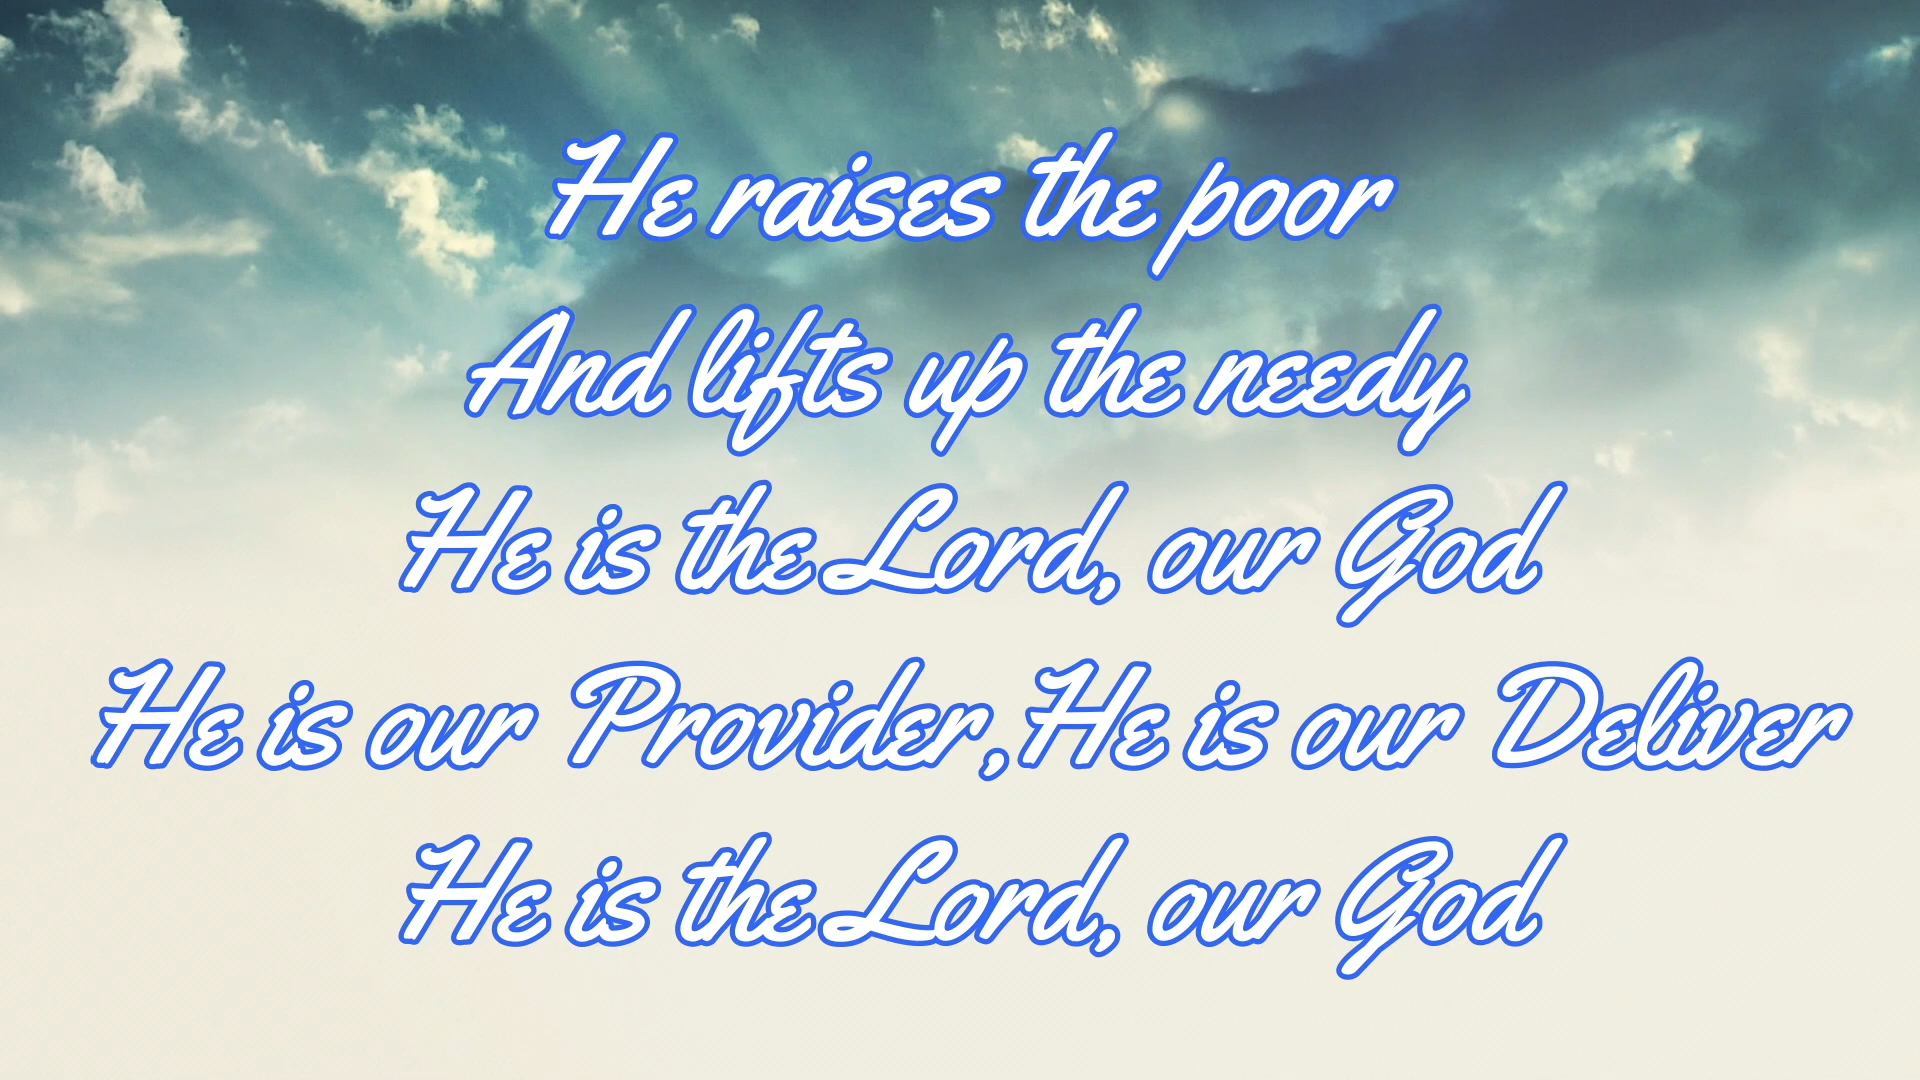 He raises the poor
And lifts up the needy
He is the Lord, our God
He is our Provider, He is our Deliver
He is the Lord, our God